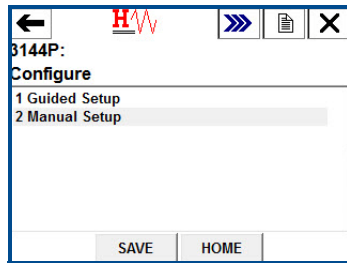 H
3144P:
Configure
1 Guided Setup
2 Manual Setup
SAVE HOME